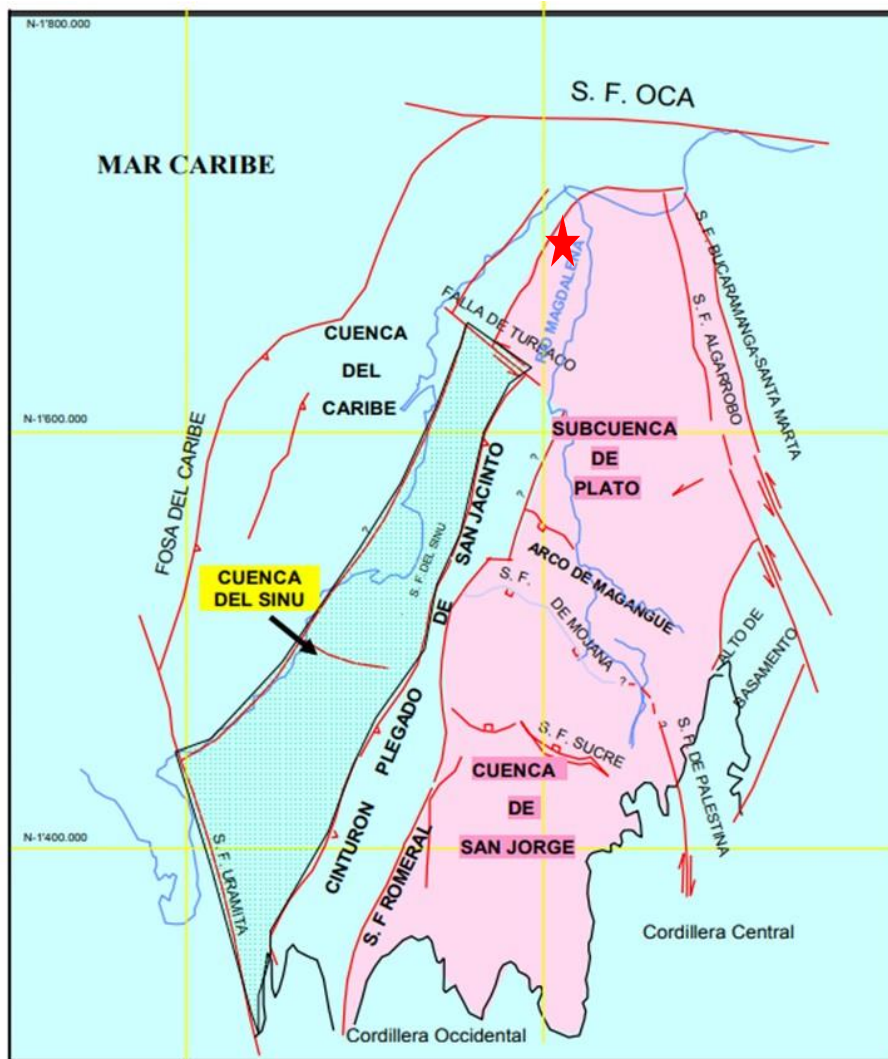 N-1'800.000
S. F. OCA
MAR CARIBE
S. F. BUCARAMANGA-SANTA MARTA
RIO MAGDALENA
S. F. ALGARROBO
FALLA DE TURBACO
CUENCA
DEL
CARIBE
N-1'600.000
FOSA DEL CARIBE
SUBCUENCA
DE
PLATO
?
?
?
CINTURON PLEGADO DE SAN JACINTO
S. F. DEL SINU
ARCO DE MAGANGUE
CUENCA
DEL SINU
S. F. DE MOJANA
?
ALTO DE
BASAMENTO
?
S. F. SUCRE
S. F. DE PALESTINA
CUENCA
DE
SAN JORGE
N-1'400.000
S. F. URAMITA
S. F ROMERAL
Cordillera Central
Cordillera Occidental